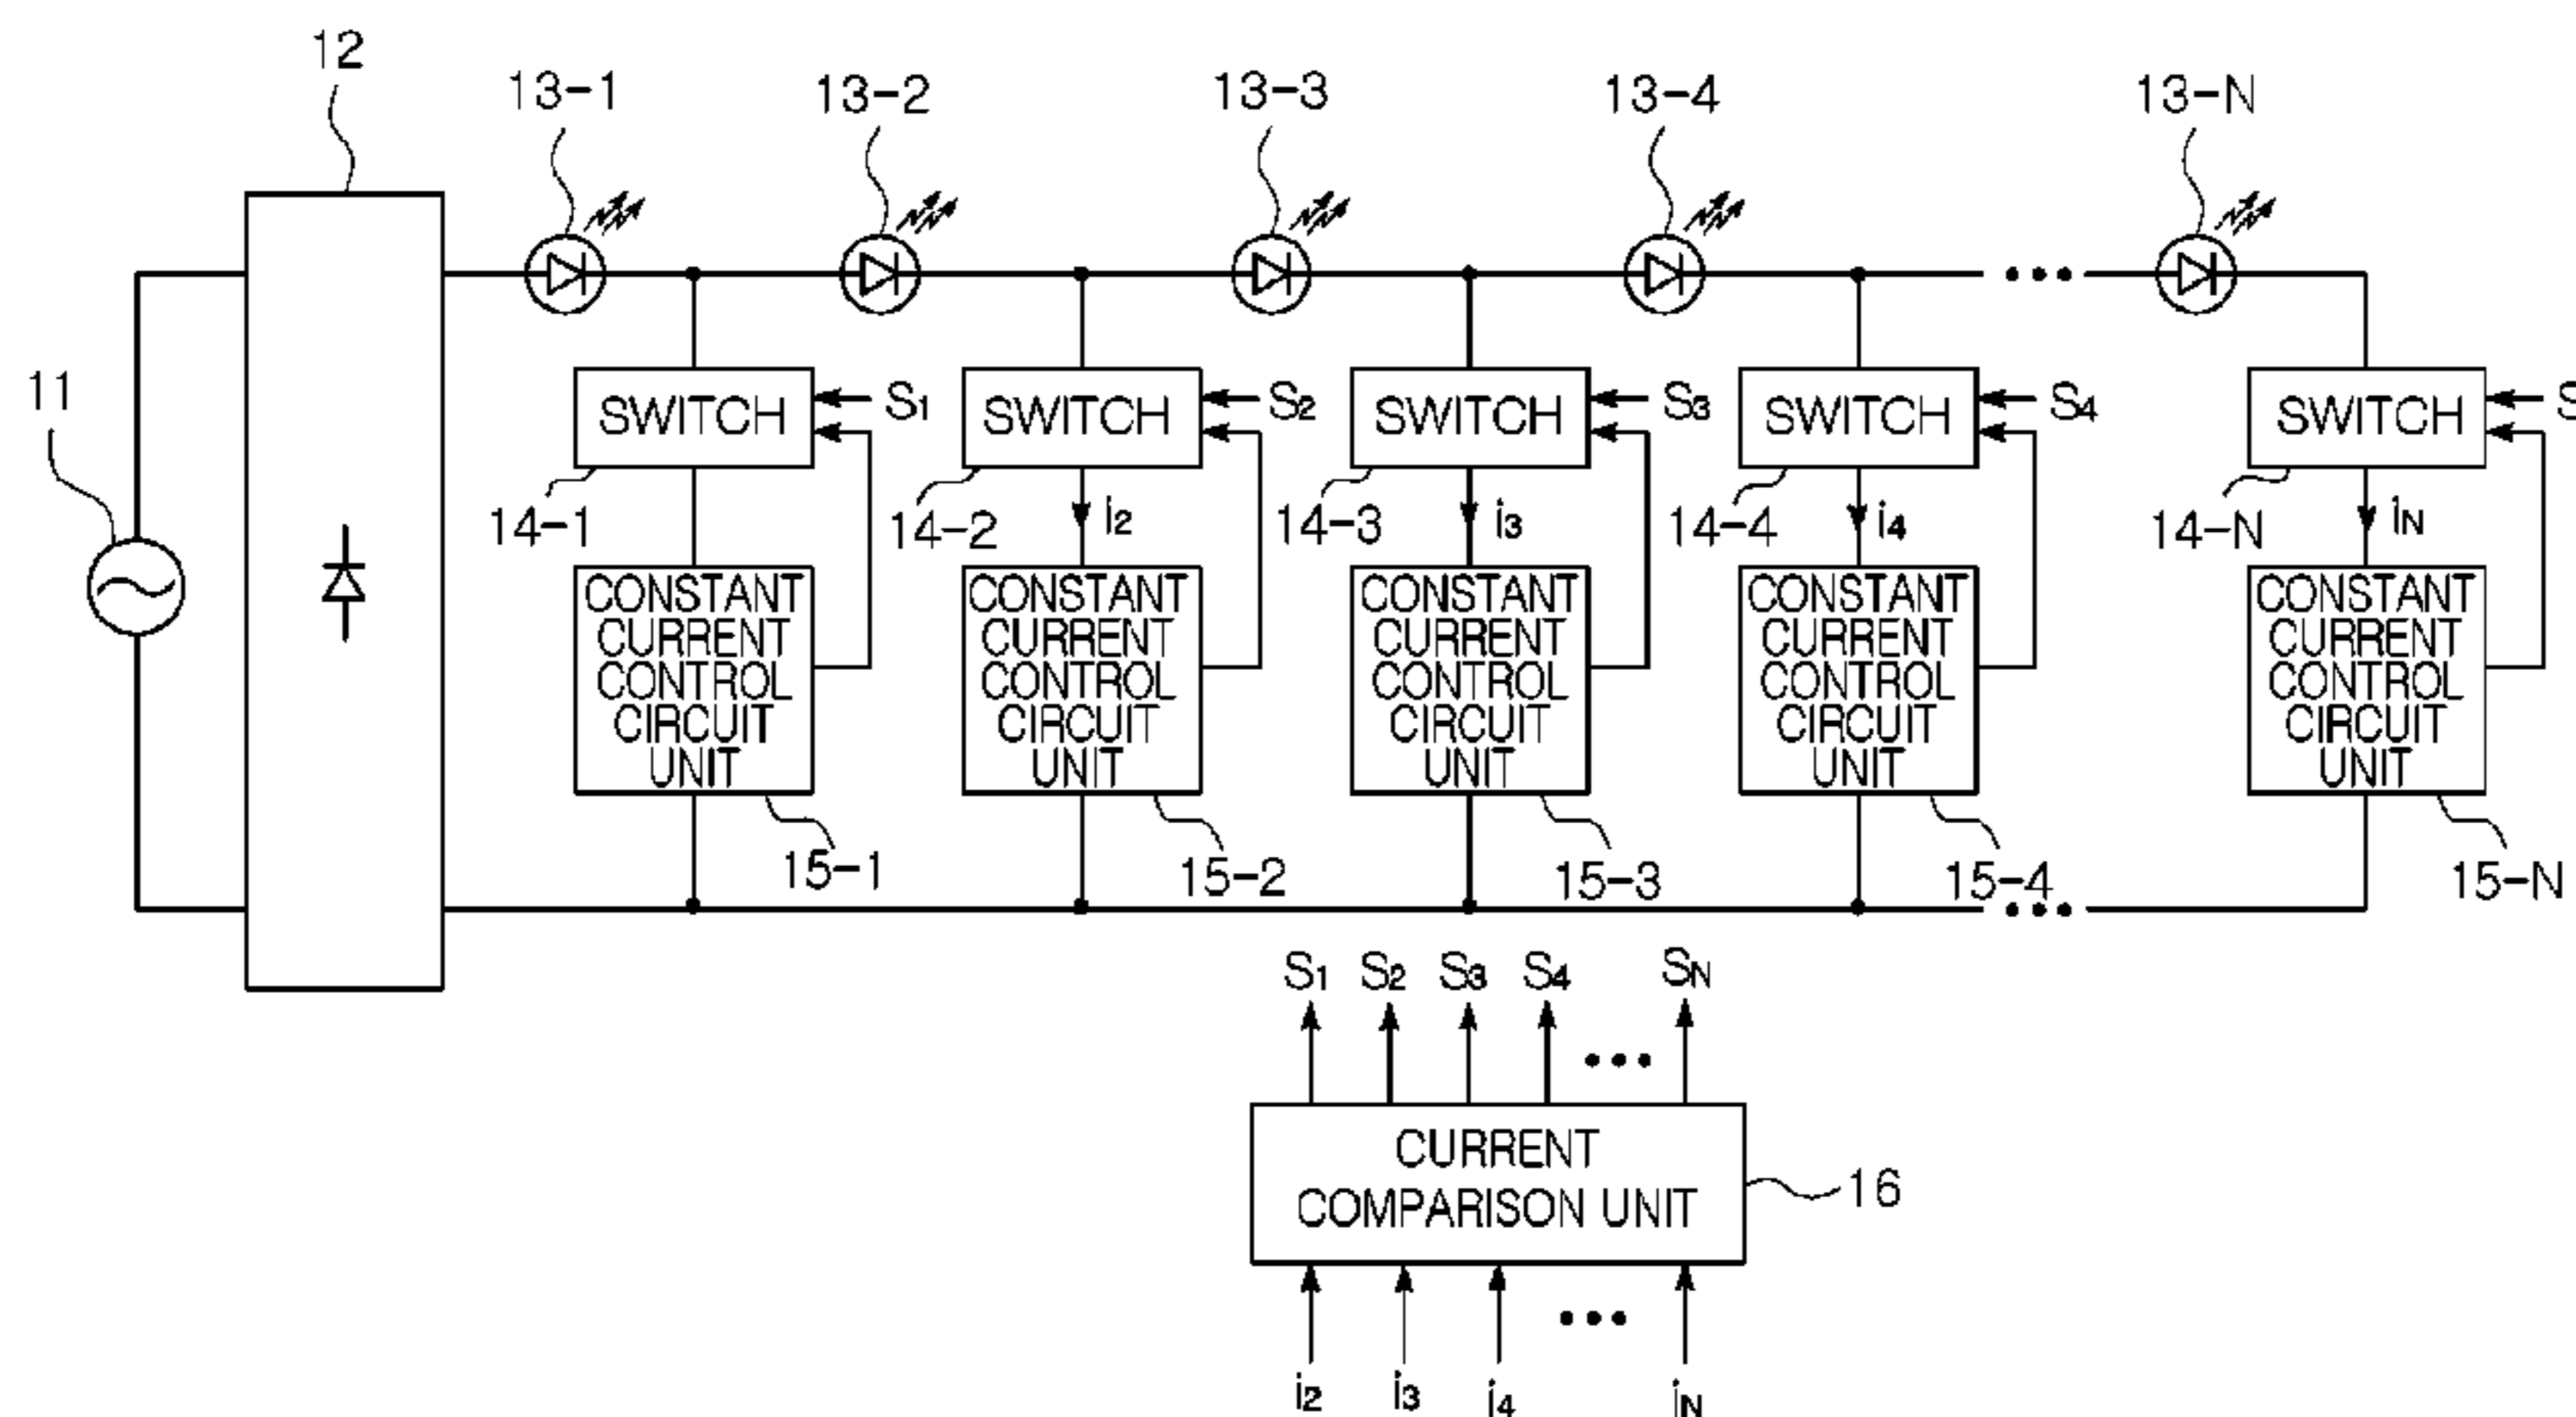 12
13-1
13-2
13-3
13-4
13-N
11
SWITCH
S1
SWITCH
S2
SWITCH
S3
SWITCH
S4
SWITCH
S
14-1
14-2
i2
14-3
i3
14-4
i4
14-N
iN
CONSTANT
CURRENT
CONTROL
CIRCUIT
UNIT
CONSTANT
CURRENT
CONTROL
CIRCUIT
UNIT
CONSTANT
CURRENT
CONTROL
CIRCUIT
UNIT
CONSTANT
CURRENT
CONTROL
CIRCUIT
UNIT
CONSTANT
CURRENT
CONTROL
CIRCUIT
UNIT
15-1
15-2
15-3
15-4
15-N
S1 S2 S3 S4 ••• SN
CURRENT
COMPARISON UNIT
16
i2 i3 i4 ••• iN